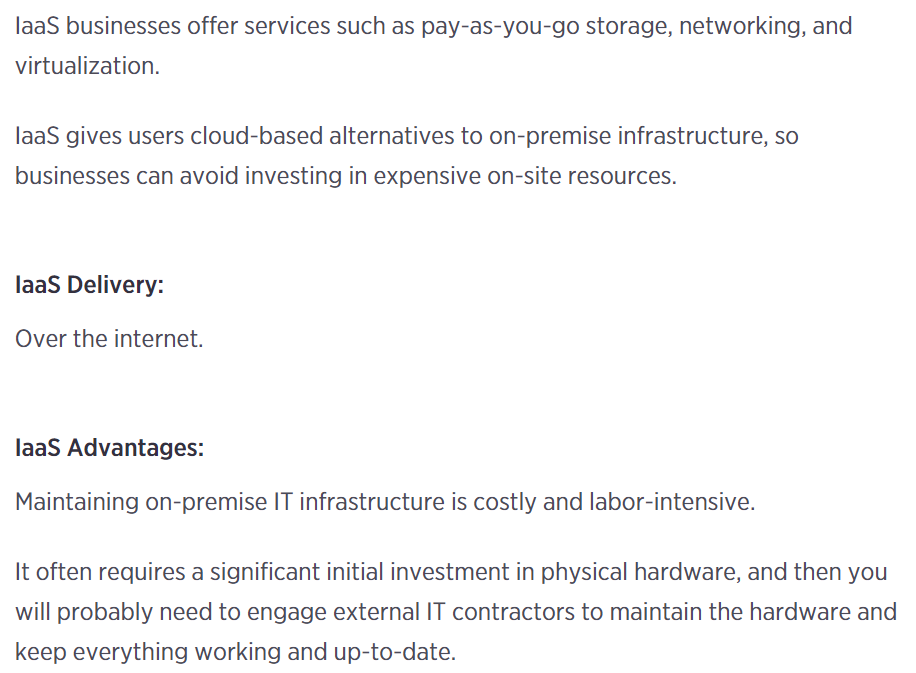 IaaS businesses offer services such as pay-as-you-go storage, networking, and
virtualization.
IaaS gives users cloud-based alternatives to on-premise infrastructure, so
businesses can avoid investing in expensive on-site resources.
IaaS Delivery:
Over the internet.
IaaS Advantages:
Maintaining on-premise IT infrastructure is costly and labor-intensive.
It often requires a significant initial investment in physical hardware, and then you
will probably need to engage external IT contractors to maintain the hardware and
keep everything working and up-to-date.